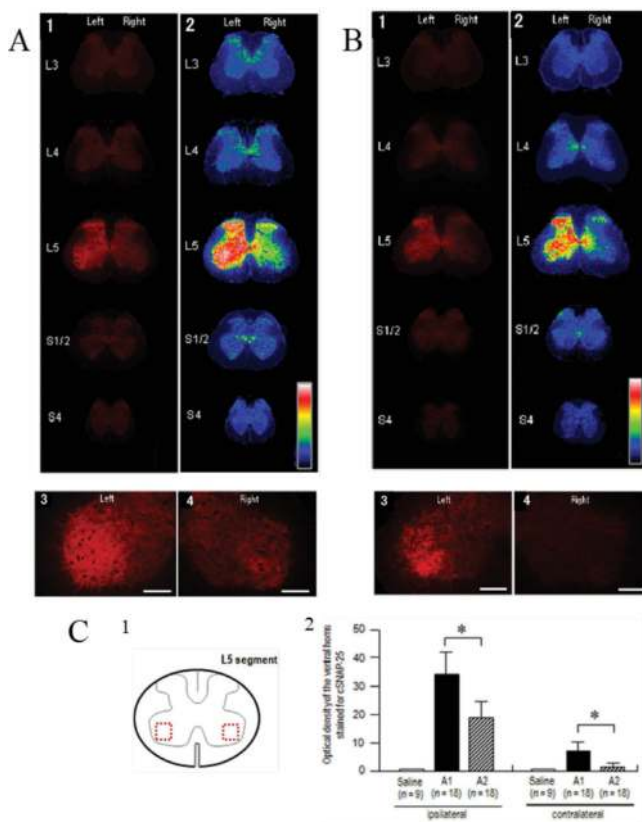 A
1
Left Right
2
Left Right
L3
L3
L4
L4
L5
L5
S1/2
S1/2
S4
S4
3
Left
4
Right
B
1
Left Right
2
Left Right
L3
L3
L4
L4
L5
L5
S1/2
S1/2
S4
S4
3
Left
4
Right
C
1
L5 segment
2
Optical density of the ventral horns
stained for cSNAP-25
50
40
30
20
10
0
*
*
Saline A1 A2 Saline A1 A2
(n = 9) (n = 18) (n = 18) (n = 9) (n = 18) (n = 18)
ipsilateral contralateral